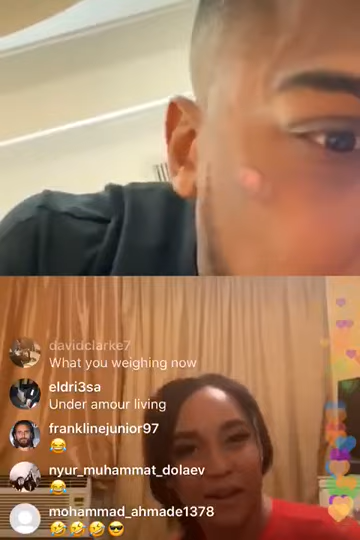 davidclarke7
What you weighing now
eldri3sa
Under amour living
franklinejunior97
😂
nyur_muhammat_dolaev
😂
mohammad_ahmade1378
🤣🤣🤣😎